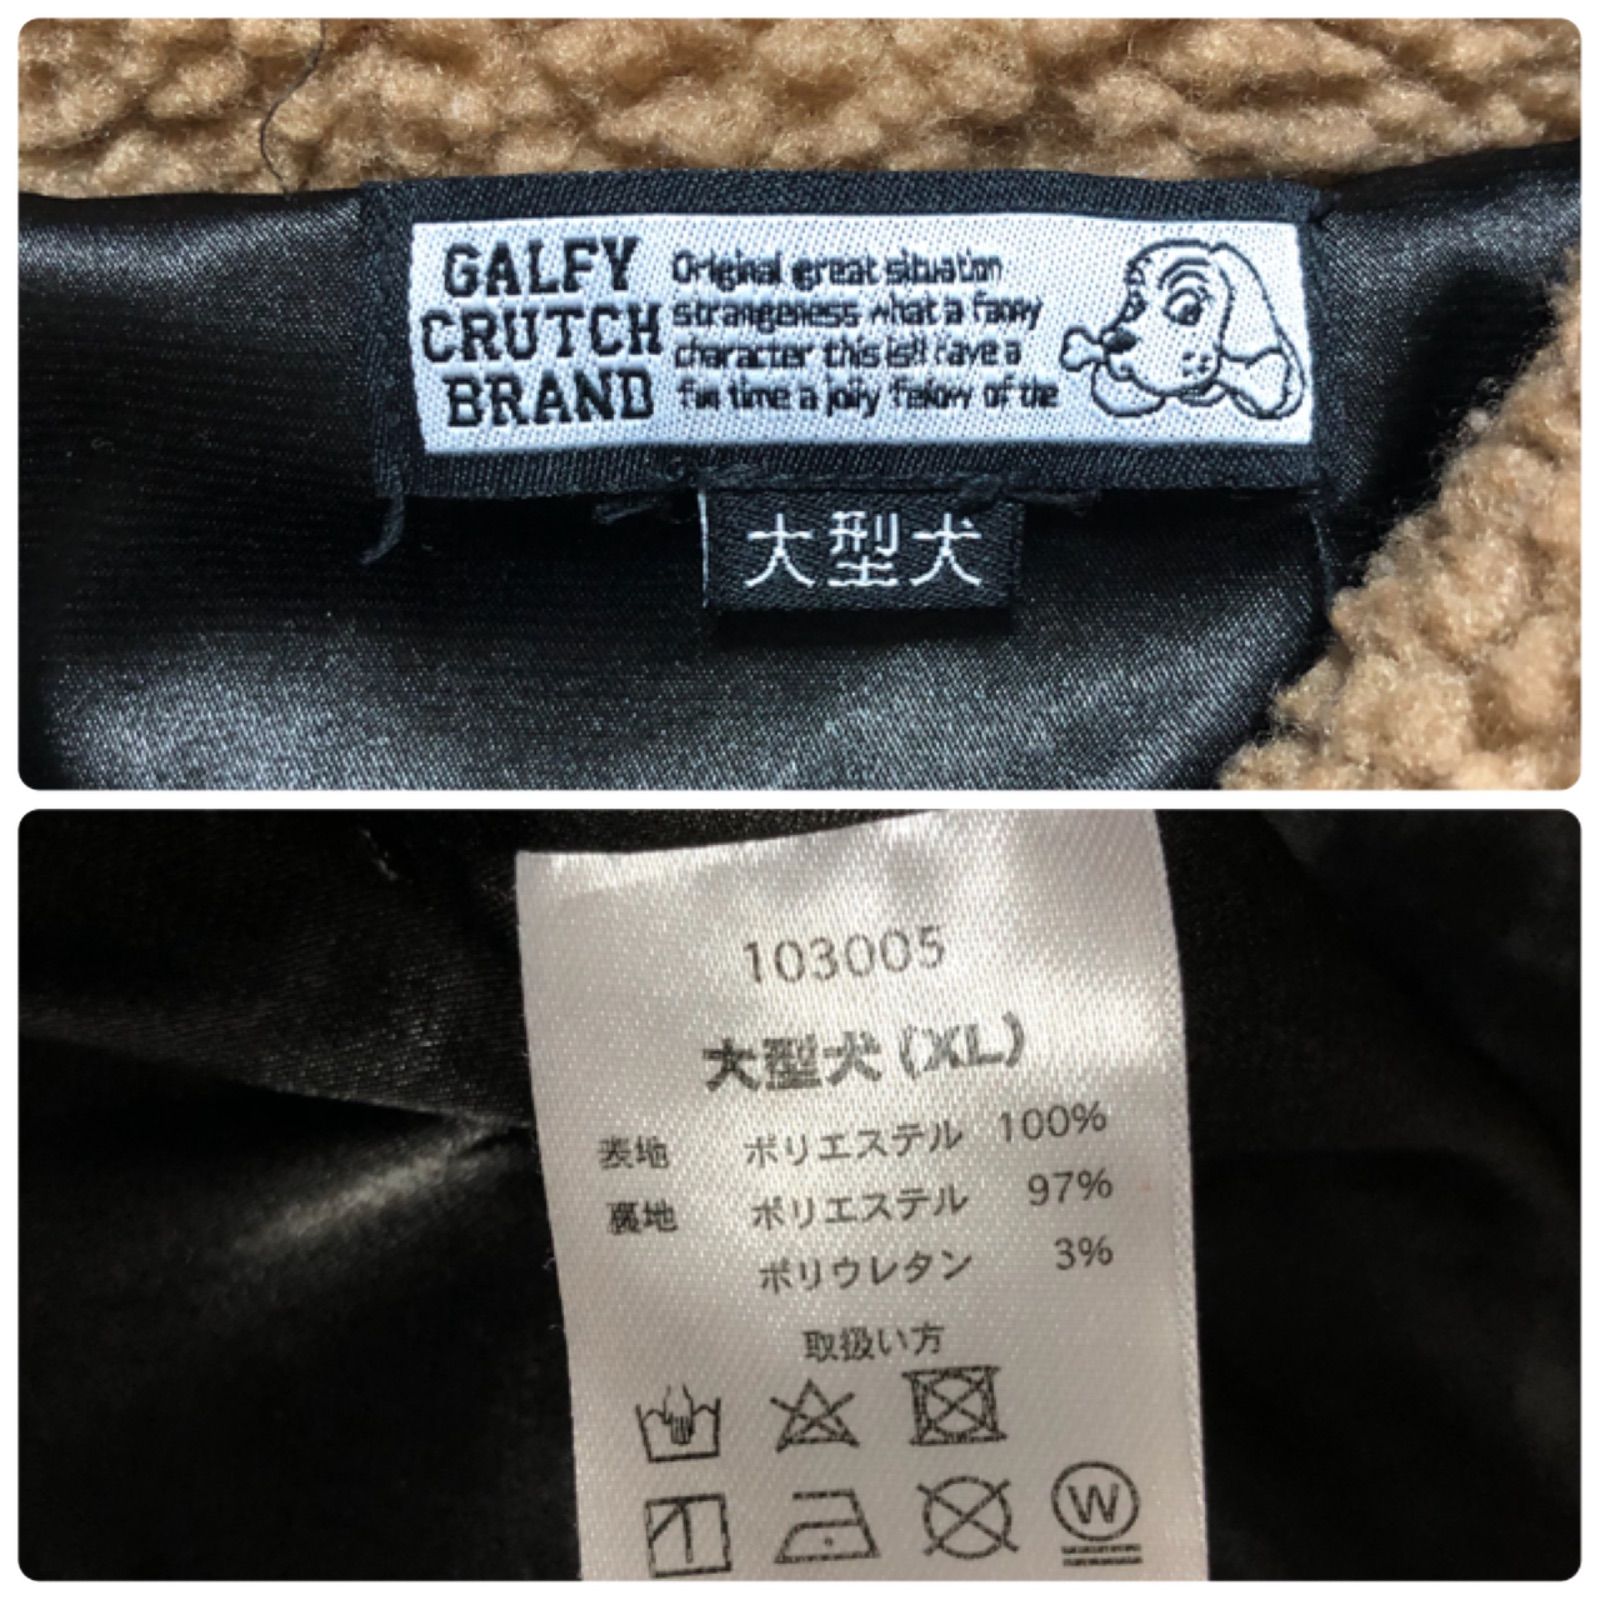 GALFY
CRUTCH
BRAND
Original great situation
strangeness what a fanny
character this is!! have a
fun time a jolly fellow of the
大型犬
103005
大型犬(XL)
表地 ポリエステル 100%
裏地 ポリエステル 97%
ポリウレタン 3%
取扱い方
W